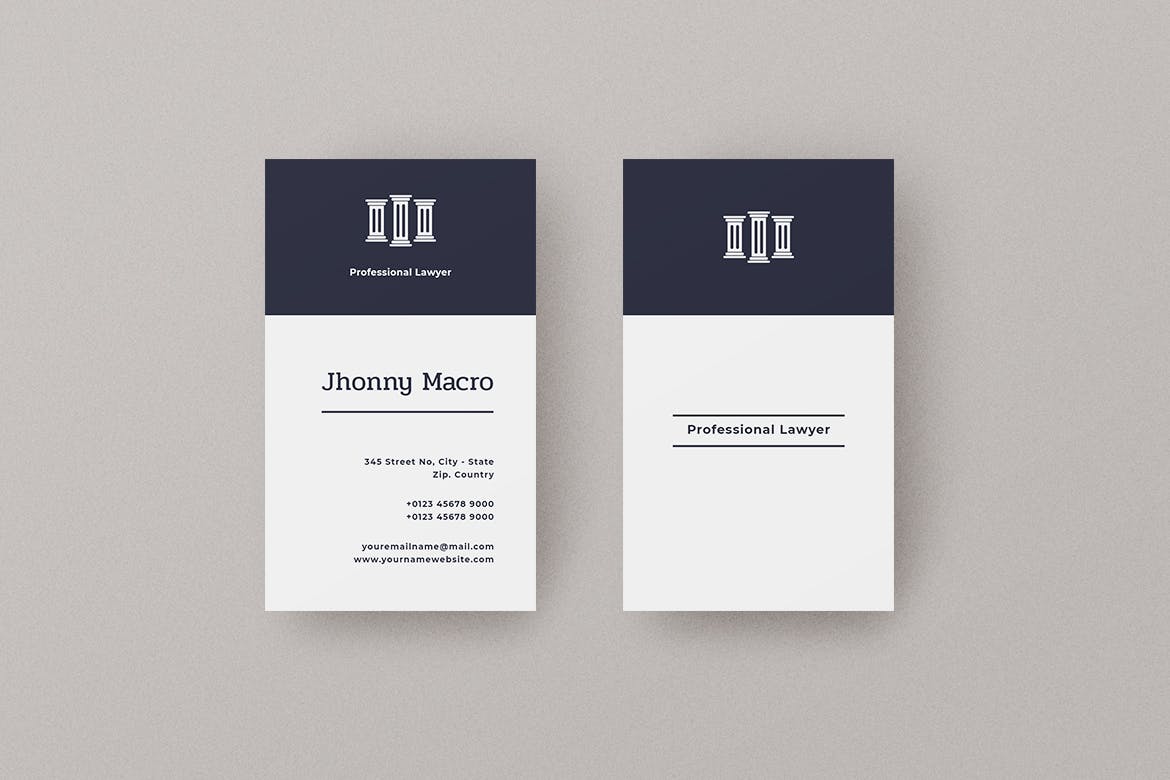 Professional Lawyer
Jhonny Macro
345 Street No, City - State
Zip. Country
+0123 45678 9000
+0123 45678 9000
youremailname@mail.com
www.yournamewebsite.com
Professional Lawyer